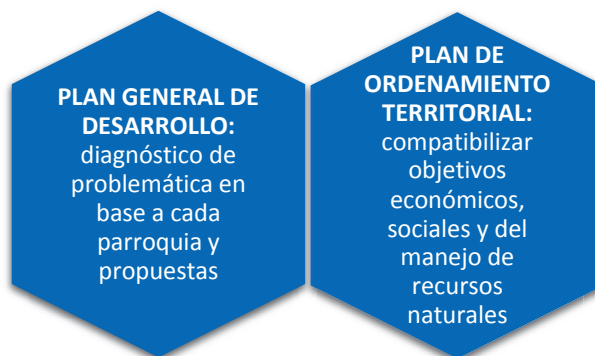 PLAN GENERAL DE
DESARROLLO:
diagnóstico de
problemática en
base a cada
parroquia y
propuestas
PLAN DE
ORDENAMIENTO
TERRITORIAL:
compatibilizar
objetivos
económicos,
sociales y del
manejo de
recursos
naturales